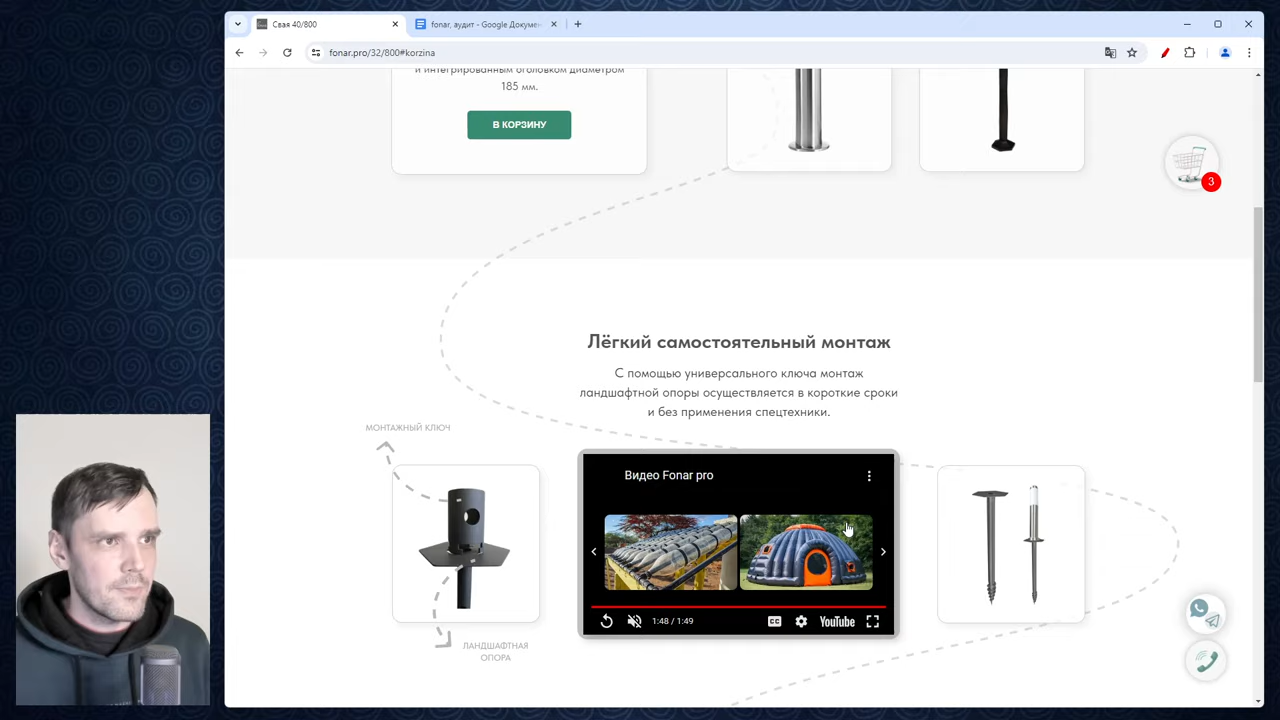 Свая 40/800
fonar, аудит - Google Докумен
fonar.pro/32/800#korzina
и интегрированным оголовком диаметром
185 мм.
В КОРЗИНУ
3
Лёгкий самостоятельный монтаж
С помощью универсального ключа монтаж
ландшафтной опоры осуществляется в короткие сроки
и без применения спецтехники.
МОНТАЖНЫЙ КЛЮЧ
Видео Fonar pro
1:48 / 1:49
CC
YouTube
ЛАНДШАФТНАЯ
ОПОРА